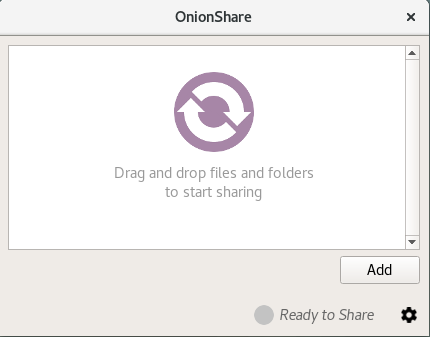 OnionShare
Drag and drop files and folders
to start sharing
Add
Ready to Share